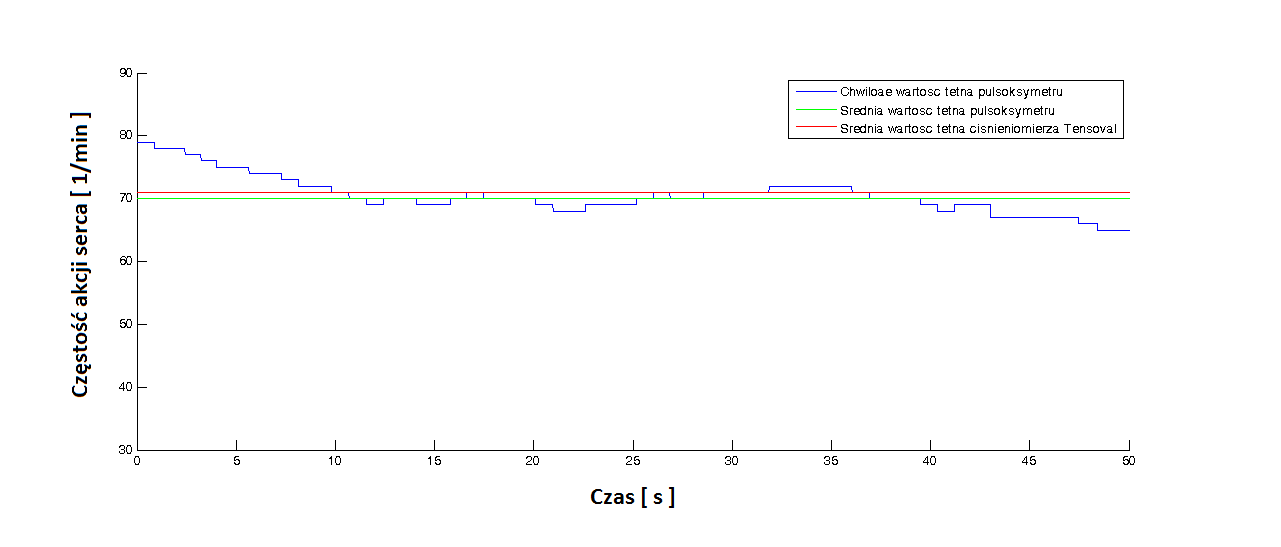 90
80
70
60
50
40
30
0 5 10 15 20 25 30 35 40 45 50
Częstość akcji serca [ 1/min ]
Czas [ s ]
Chwiloae wartosc tetna pulsoksymetru
Srednia wartosc tetna pulsoksymetru
Srednia wartosc tetna cisnieniomierza Tensoval